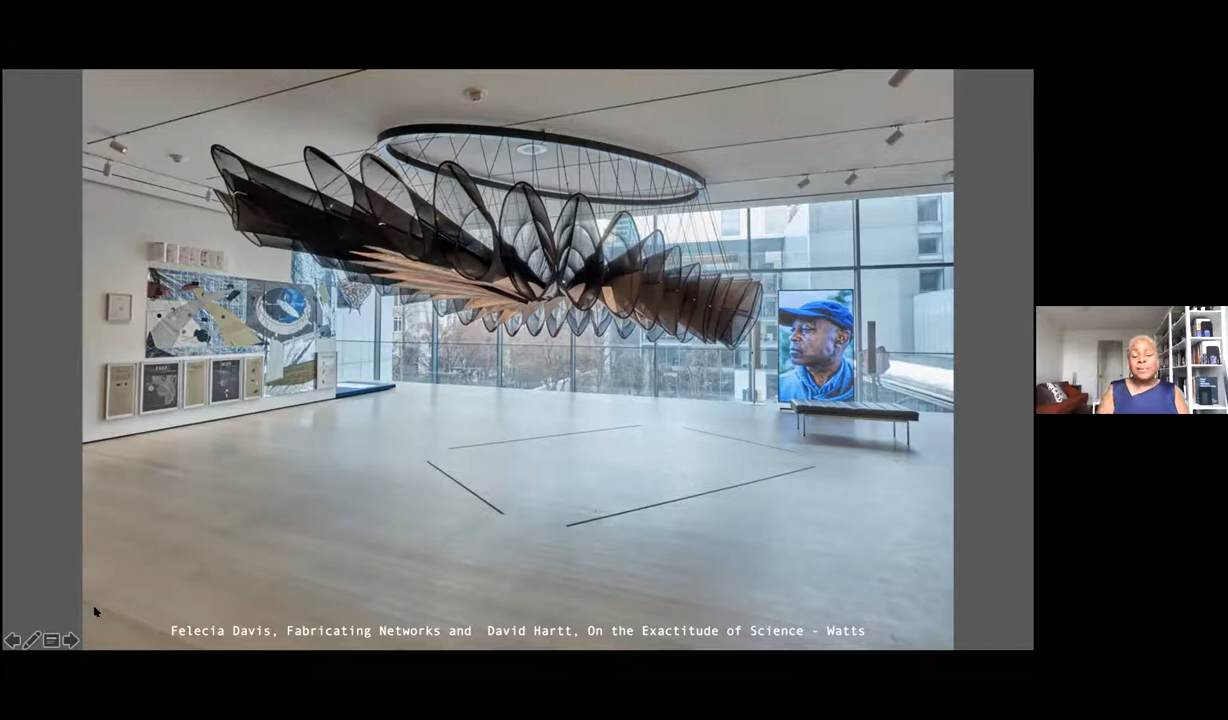 Felecia Davis, Fabricating Networks and  David Hartt, On the Exactitude of Science - Watts